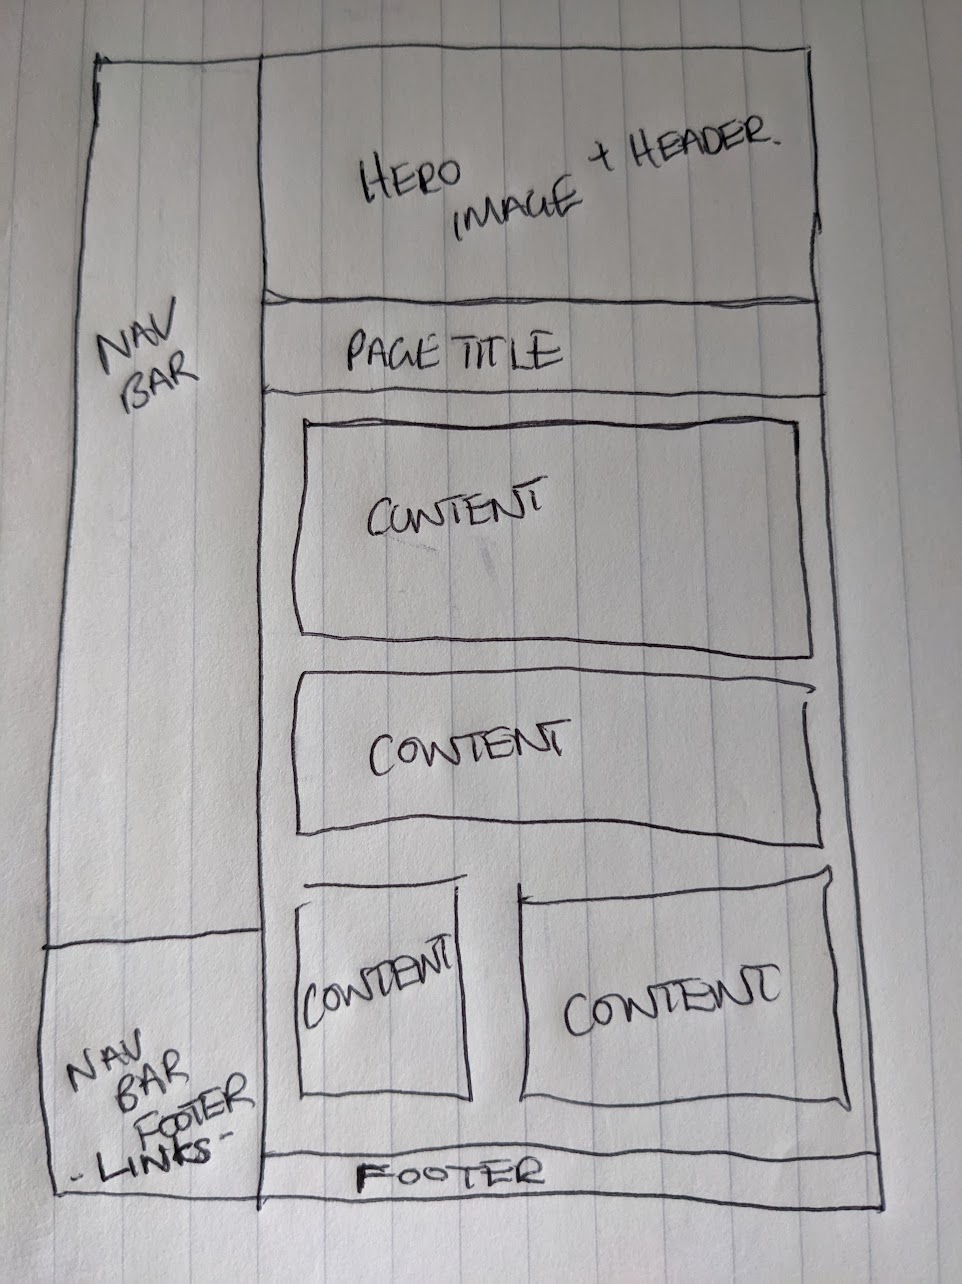 HERO
IMAGE
+ HEADER.
NAV
BAR
PAGE TITLE
CONTENT
CONTENT
CONTENT
CONTENT
NAV
BAR
FOOTER
- LINKS -
FOOTER